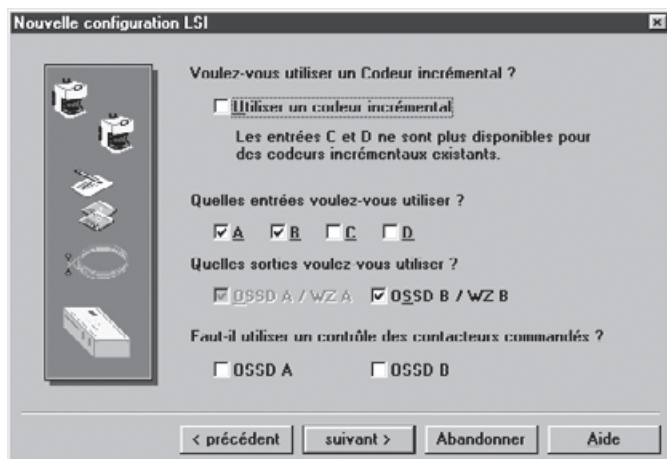 Nouvelle configuration LSI
Voulez-vous utiliser un Codeur incrémental ?
Utiliser un codeur incrémental
Les entrées C et D ne sont plus disponibles pour
des codeurs incrémentaux existants.
Quelles entrées voulez-vous utiliser ?
A B C D
Quelles sorties voulez-vous utiliser ?
OSSD A / WZ A OSSD B / WZ B
Faut-il utiliser un contrôle des contacteurs commandés ?
OSSD A OSSD B
< précédent suivant > Abandonner Aide